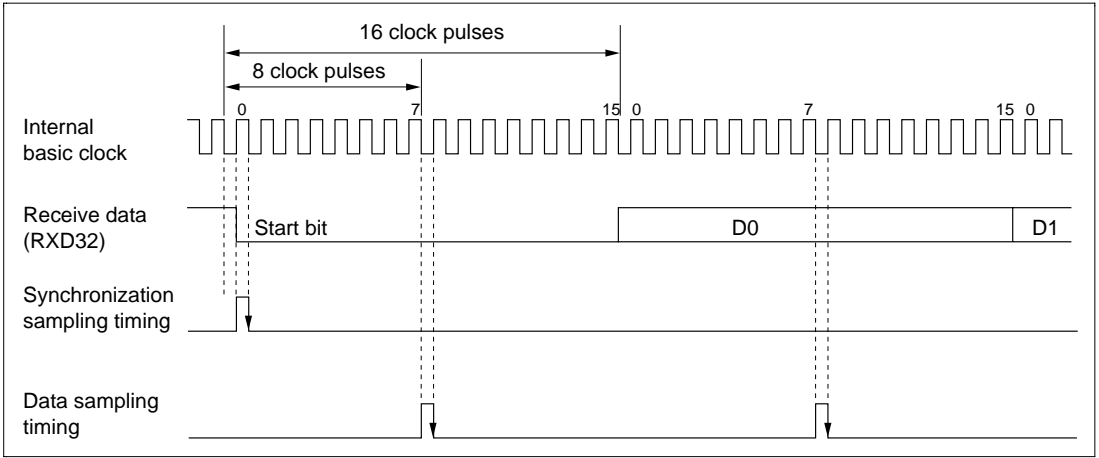 16 clock pulses
8 clock pulses
0 7 15 0 7 15 0
Internal
basic clock
Receive data
(RXD32)
Start bit D0 D1
Synchronization
sampling timing
Data sampling
timing